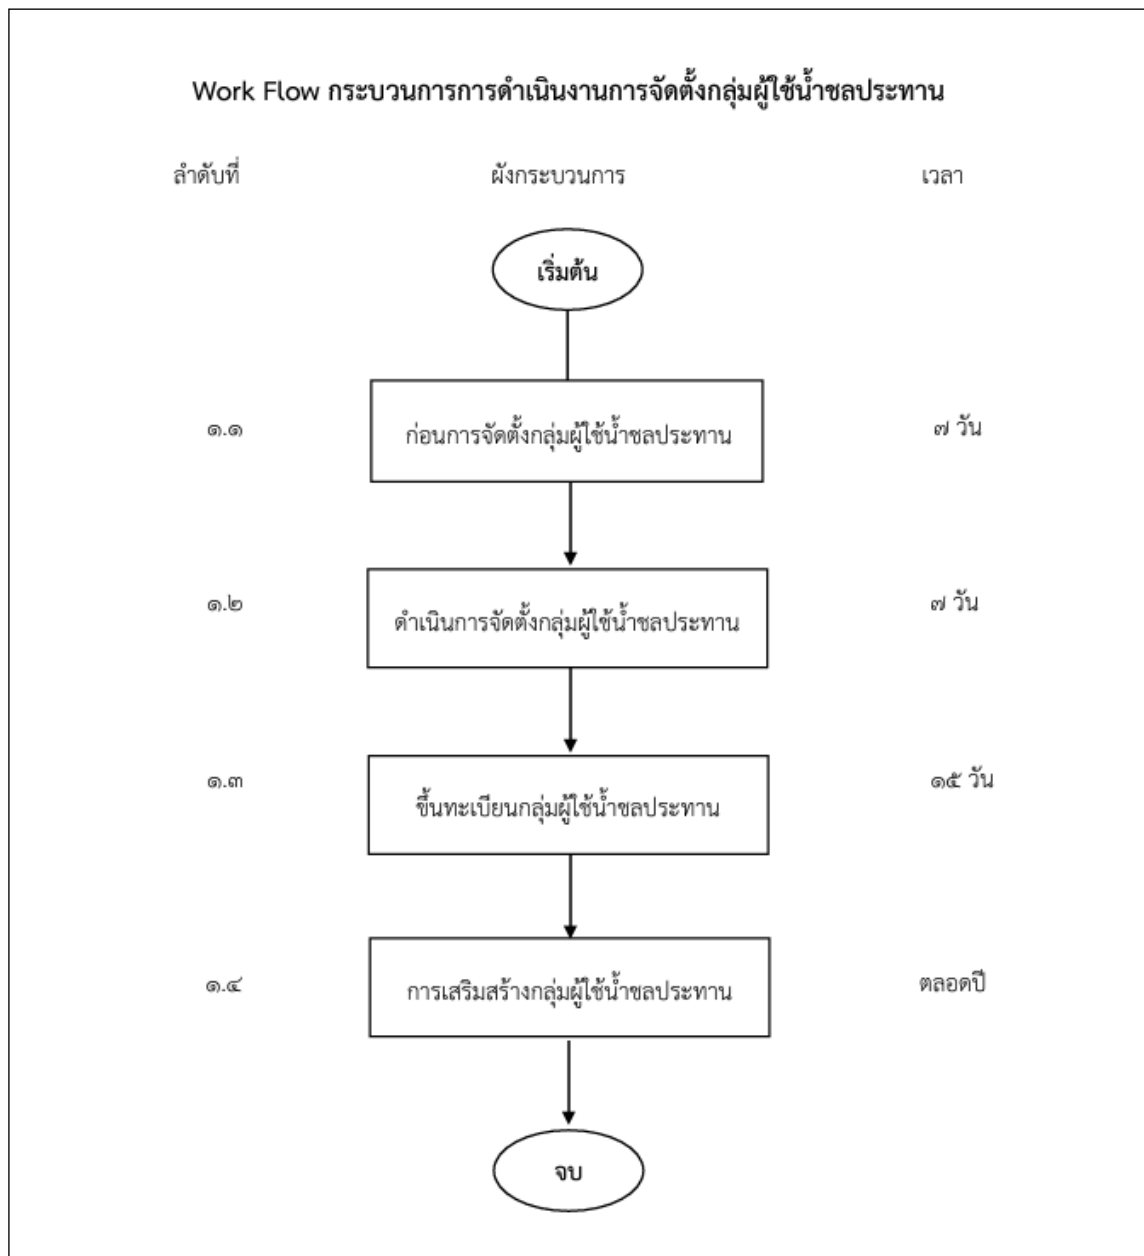 Work Flow กระบวนการการดำเนินงานการจัดตั้งกลุ่มผู้ใช้น้ำชลประทาน
ลำดับที่ ผังกระบวนการ เวลา
เริ่มต้น
๑.๑ ก่อนการจัดตั้งกลุ่มผู้ใช้น้ำชลประทาน ๗ วัน
๑.๒ ดำเนินการจัดตั้งกลุ่มผู้ใช้น้ำชลประทาน ๗ วัน
๑.๓ ขึ้นทะเบียนกลุ่มผู้ใช้น้ำชลประทาน ๑๕ วัน
๑.๔ การเสริมสร้างกลุ่มผู้ใช้น้ำชลประทาน ตลอดปี
จบ